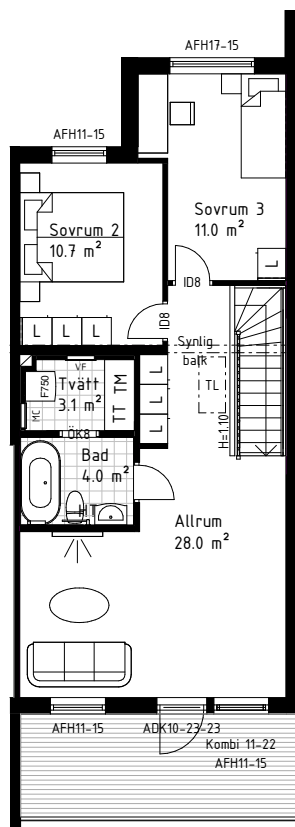 AFH17-15
AFH11-15
Sovrum 3
11.0 m²
Sovrum 2
10.7 m²
L
ID8
ID8
L L L
Synlig
balk
VF
F750
Tvätt
3.1 m²
TT TM
MC
L
L
L
TL
H=1.10
ÖK8
Bad
4.0 m²
Allrum
28.0 m²
AFH11-15
ADK10-23-23
Kombi 11-22
AFH11-15